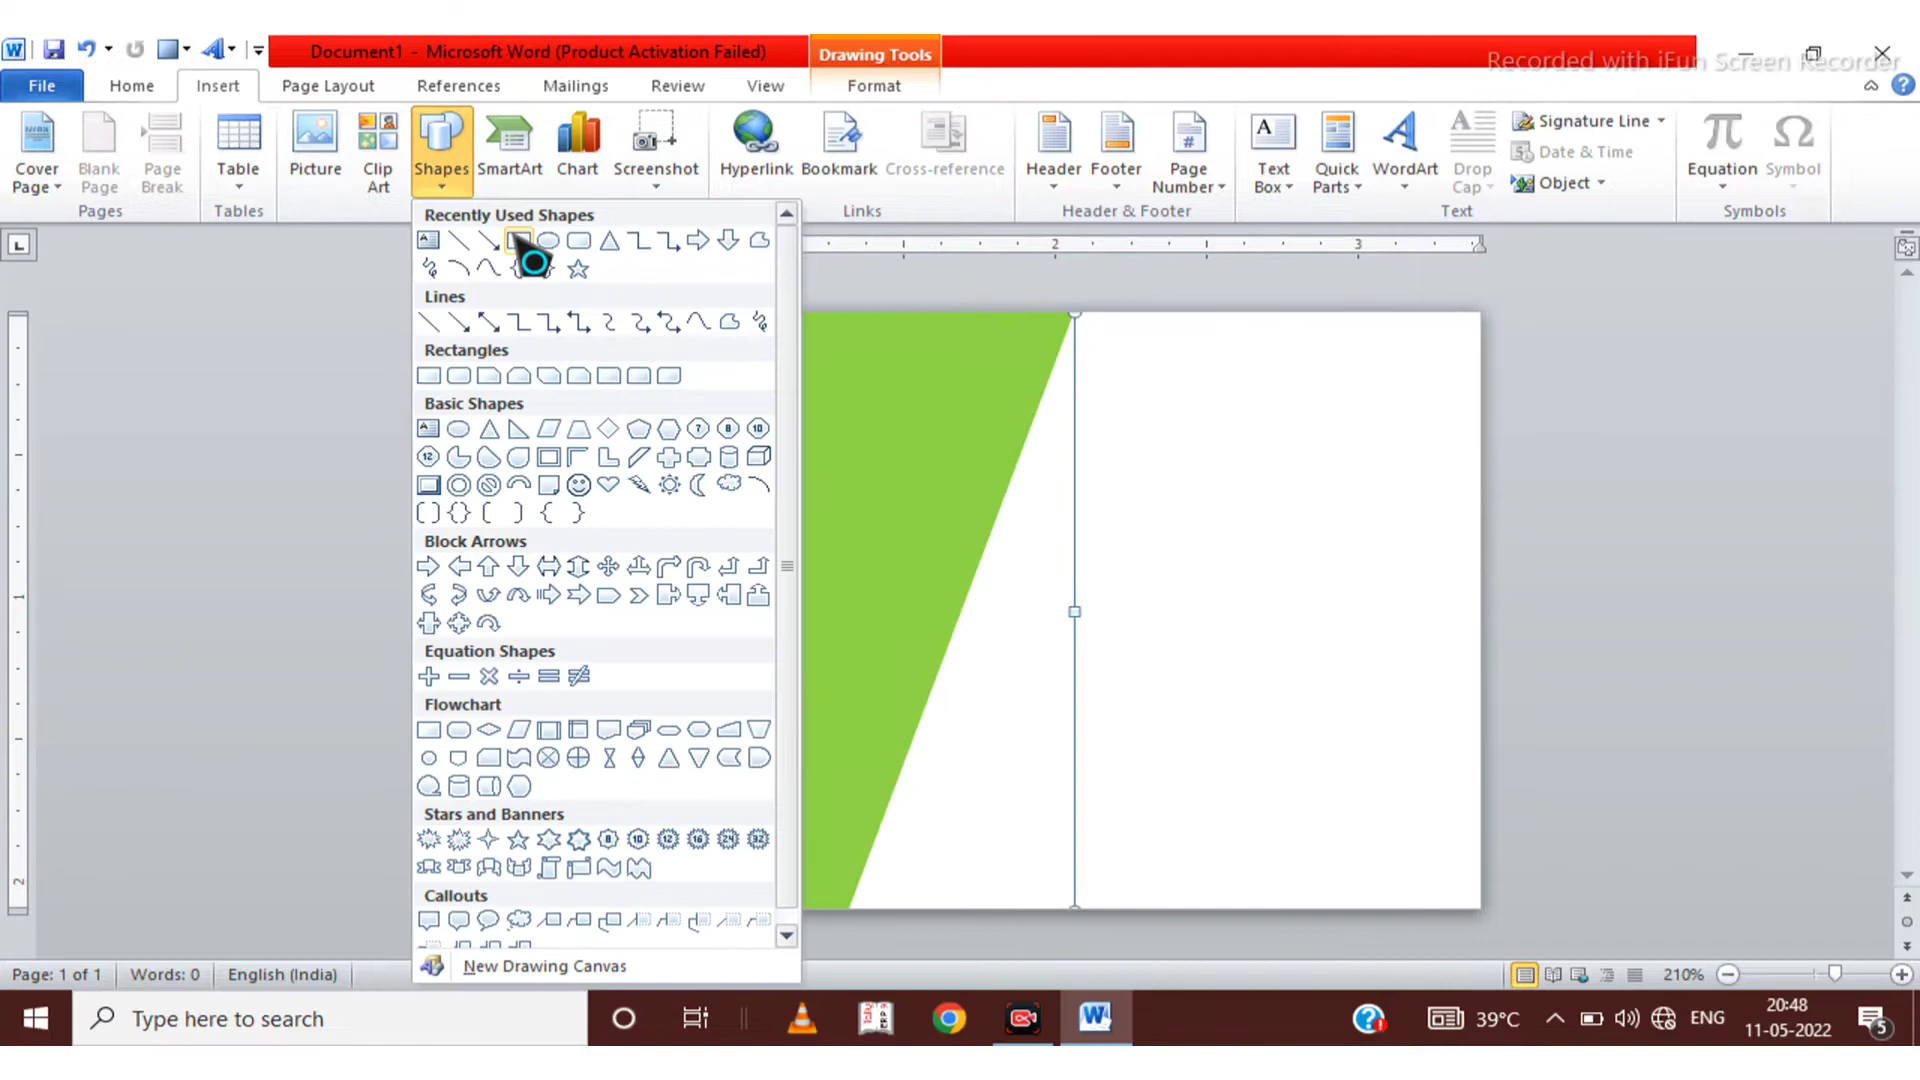 Document1 - Microsoft Word (Product Activation Failed)
Drawing Tools
Recorded with iFun Screen Recorder
File Home Insert Page Layout References Mailings Review View Format
Cover Page
Blank Page
Page Break
Table
Picture
Clip Art
Shapes
SmartArt
Chart
Screenshot
Hyperlink
Bookmark
Cross-reference
Header
Footer
Page Number
Text Box
Quick Parts
WordArt
Drop Cap
Signature Line
Date & Time
Object
Equation
Symbol
Pages
Tables
Links
Header & Footer
Text
Symbols
Recently Used Shapes
Lines
Rectangles
Basic Shapes
Block Arrows
Equation Shapes
Flowchart
Stars and Banners
Callouts
New Drawing Canvas
2 3
1
2
Page: 1 of 1 Words: 0 English (India) 210%
Type here to search
39°C ENG
20:48
11-05-2022
5